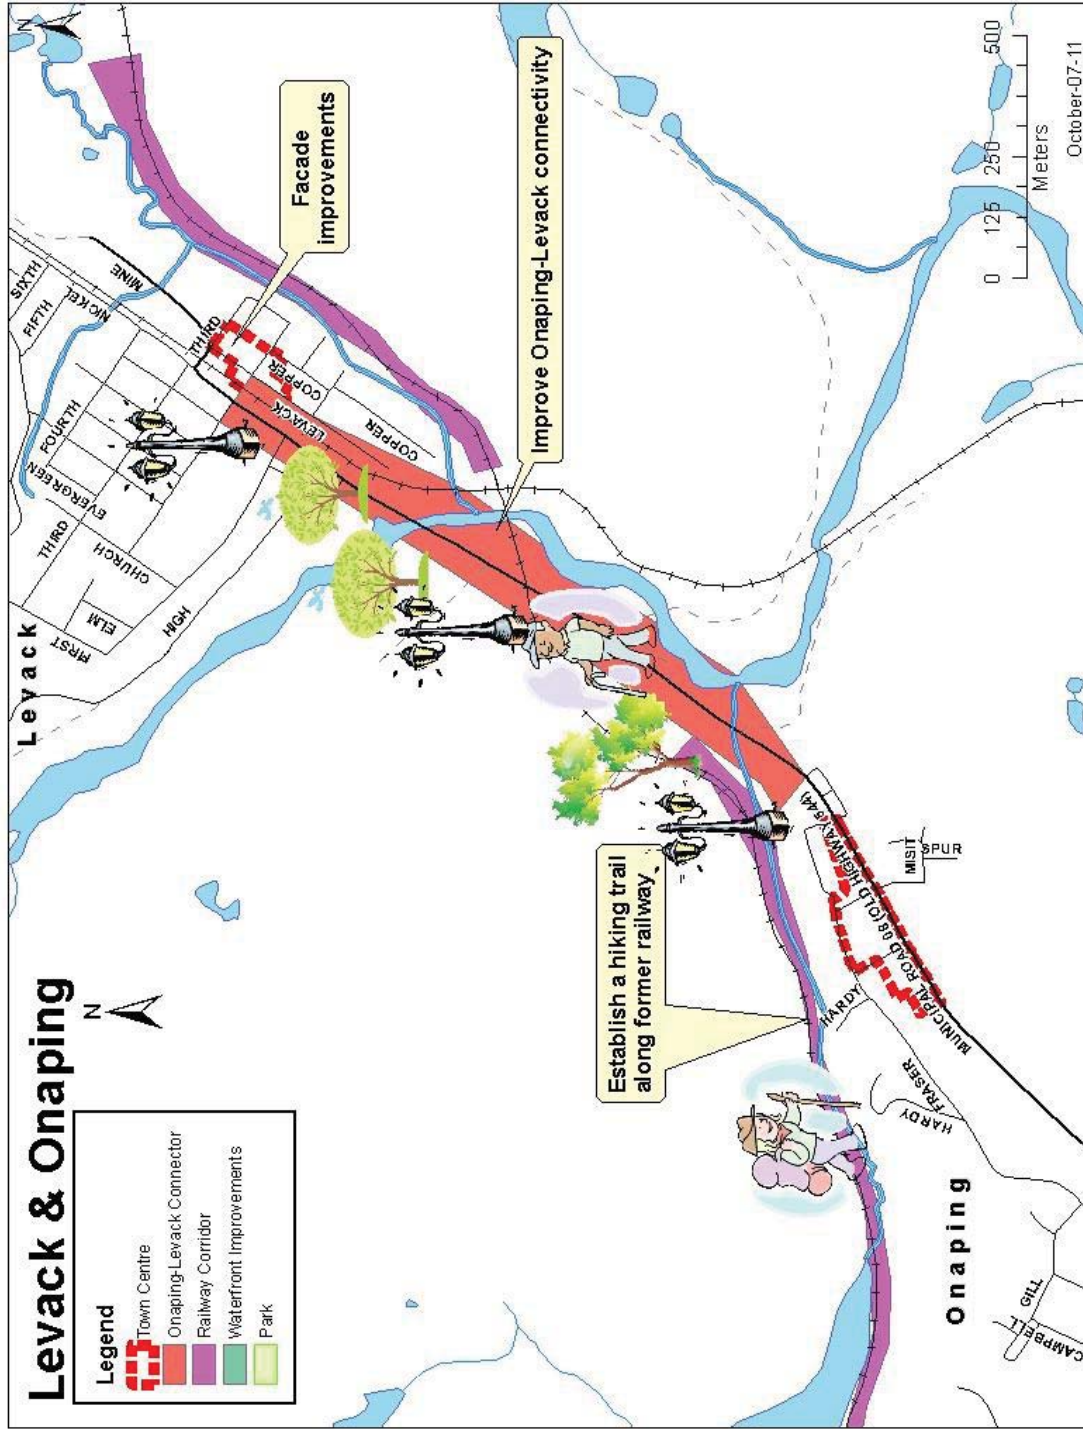 Levack & Onaping
N
Legend
Town Centre
Onaping-Levack Connector
Railway Corridor
Waterfront Improvements
Park
Levack
SIXTH
FIFTH
NICKEL
MINE
FOURTH
EVERGREEN
THIRD
THIRD
CHURCH
FIRST
ELM
HIGH
COPPER
LEVACK
COPPER
Facade
improvements
Improve Onaping-Levack connectivity
Establish a hiking trail
along former railway
HARDY
MUNICIPAL ROAD 08 (OLD HIGHWAY 544)
MISIT
SPUR
FRASER
HARDY
Onaping
GILL
CAMPBELL
0 125 250 500
Meters
October-07-11